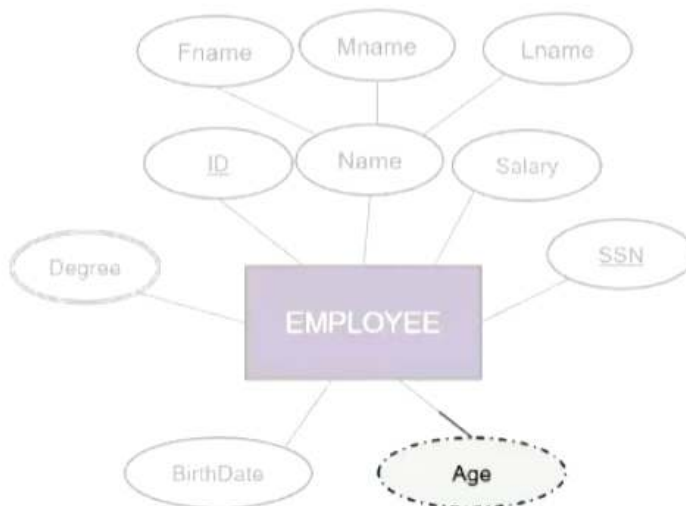 Fname
Mname
Lname
ID
Name
Salary
Degree
SSN
EMPLOYEE
BirthDate
Age